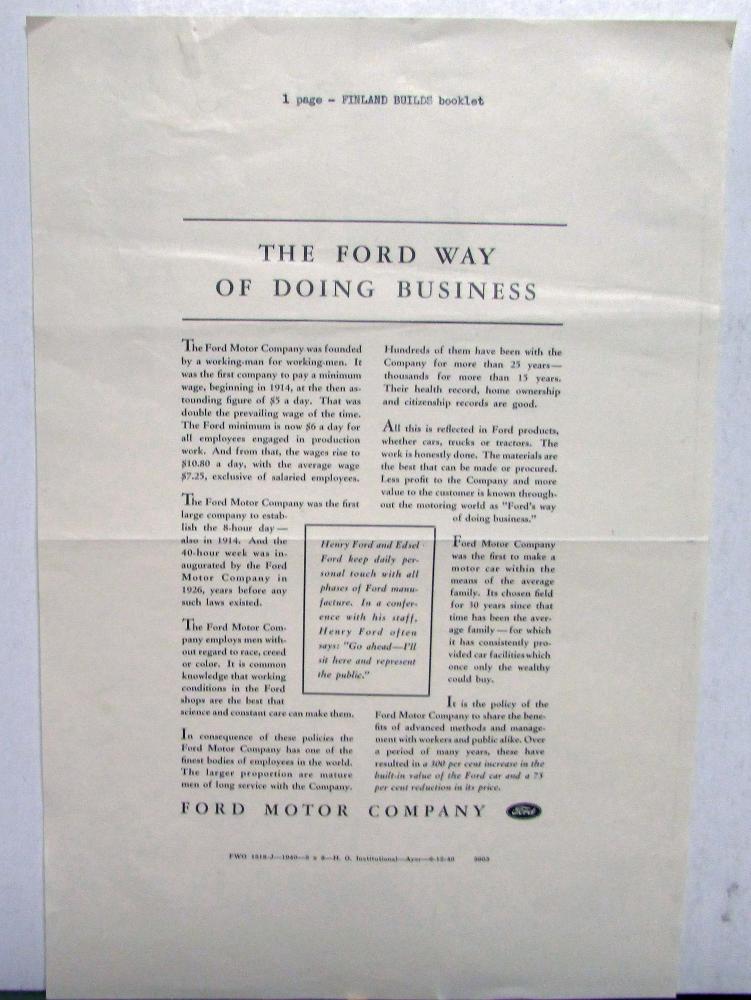 1 page - FINLAND BUILDS booklet
THE FORD WAY
OF DOING BUSINESS
The Ford Motor Company was founded
by a working-man for working-men. It
was the first company to pay a minimum
wage, beginning in 1914, at the then as-
tounding figure of $5 a day. That was
double the prevailing wage of the time.
The Ford minimum is now $6 a day for
all employees engaged in production
work. And from that, the wages rise to
$10.80 a day, with the average wage
$7.25, exclusive of salaried employees.
The Ford Motor Company was the first
large company to estab-
lish the 8-hour day—
also in 1914. And the
40-hour week was in-
augurated by the Ford
Motor Company in
1926, years before any
such laws existed.
The Ford Motor Com-
pany employs men with-
out regard to race, creed
or color. It is common
knowledge that working
conditions in the Ford
shops are the best that
science and constant care can make them.
In consequence of these policies the
Ford Motor Company has one of the
finest bodies of employees in the world.
The larger proportion are mature
men of long service with the Company.
Henry Ford and Edsel
Ford keep daily per-
sonal touch with all
phases of Ford manu-
facture. In a confer-
ence with his staff,
Henry Ford often
says: "Go ahead—I'll
sit here and represent
the public."
Hundreds of them have been with the
Company for more than 25 years—
thousands for more than 15 years.
Their health record, home ownership
and citizenship records are good.
All this is reflected in Ford products,
whether cars, trucks or tractors. The
work is honestly done. The materials are
the best that can be made or procured.
Less profit to the Company and more
value to the customer is known through-
out the motoring world as "Ford's way
of doing business."
Ford Motor Company
was the first to make a
motor car within the
means of the average
family. Its chosen field
for 30 years since that
time has been the aver-
age family—for which
it has consistently pro-
vided car facilities which
once only the wealthy
could buy.
It is the policy of the
Ford Motor Company to share the bene-
fits of advanced methods and manage-
ment with workers and public alike. Over
a period of many years, these have
resulted in a 300 per cent increase in the
built-in value of the Ford car and a 75
per cent reduction in its price.
FORD MOTOR COMPANY Ford
FWO 1818-J—1940—8 x 8—H. O. Institutional—Ayer—6-12-40